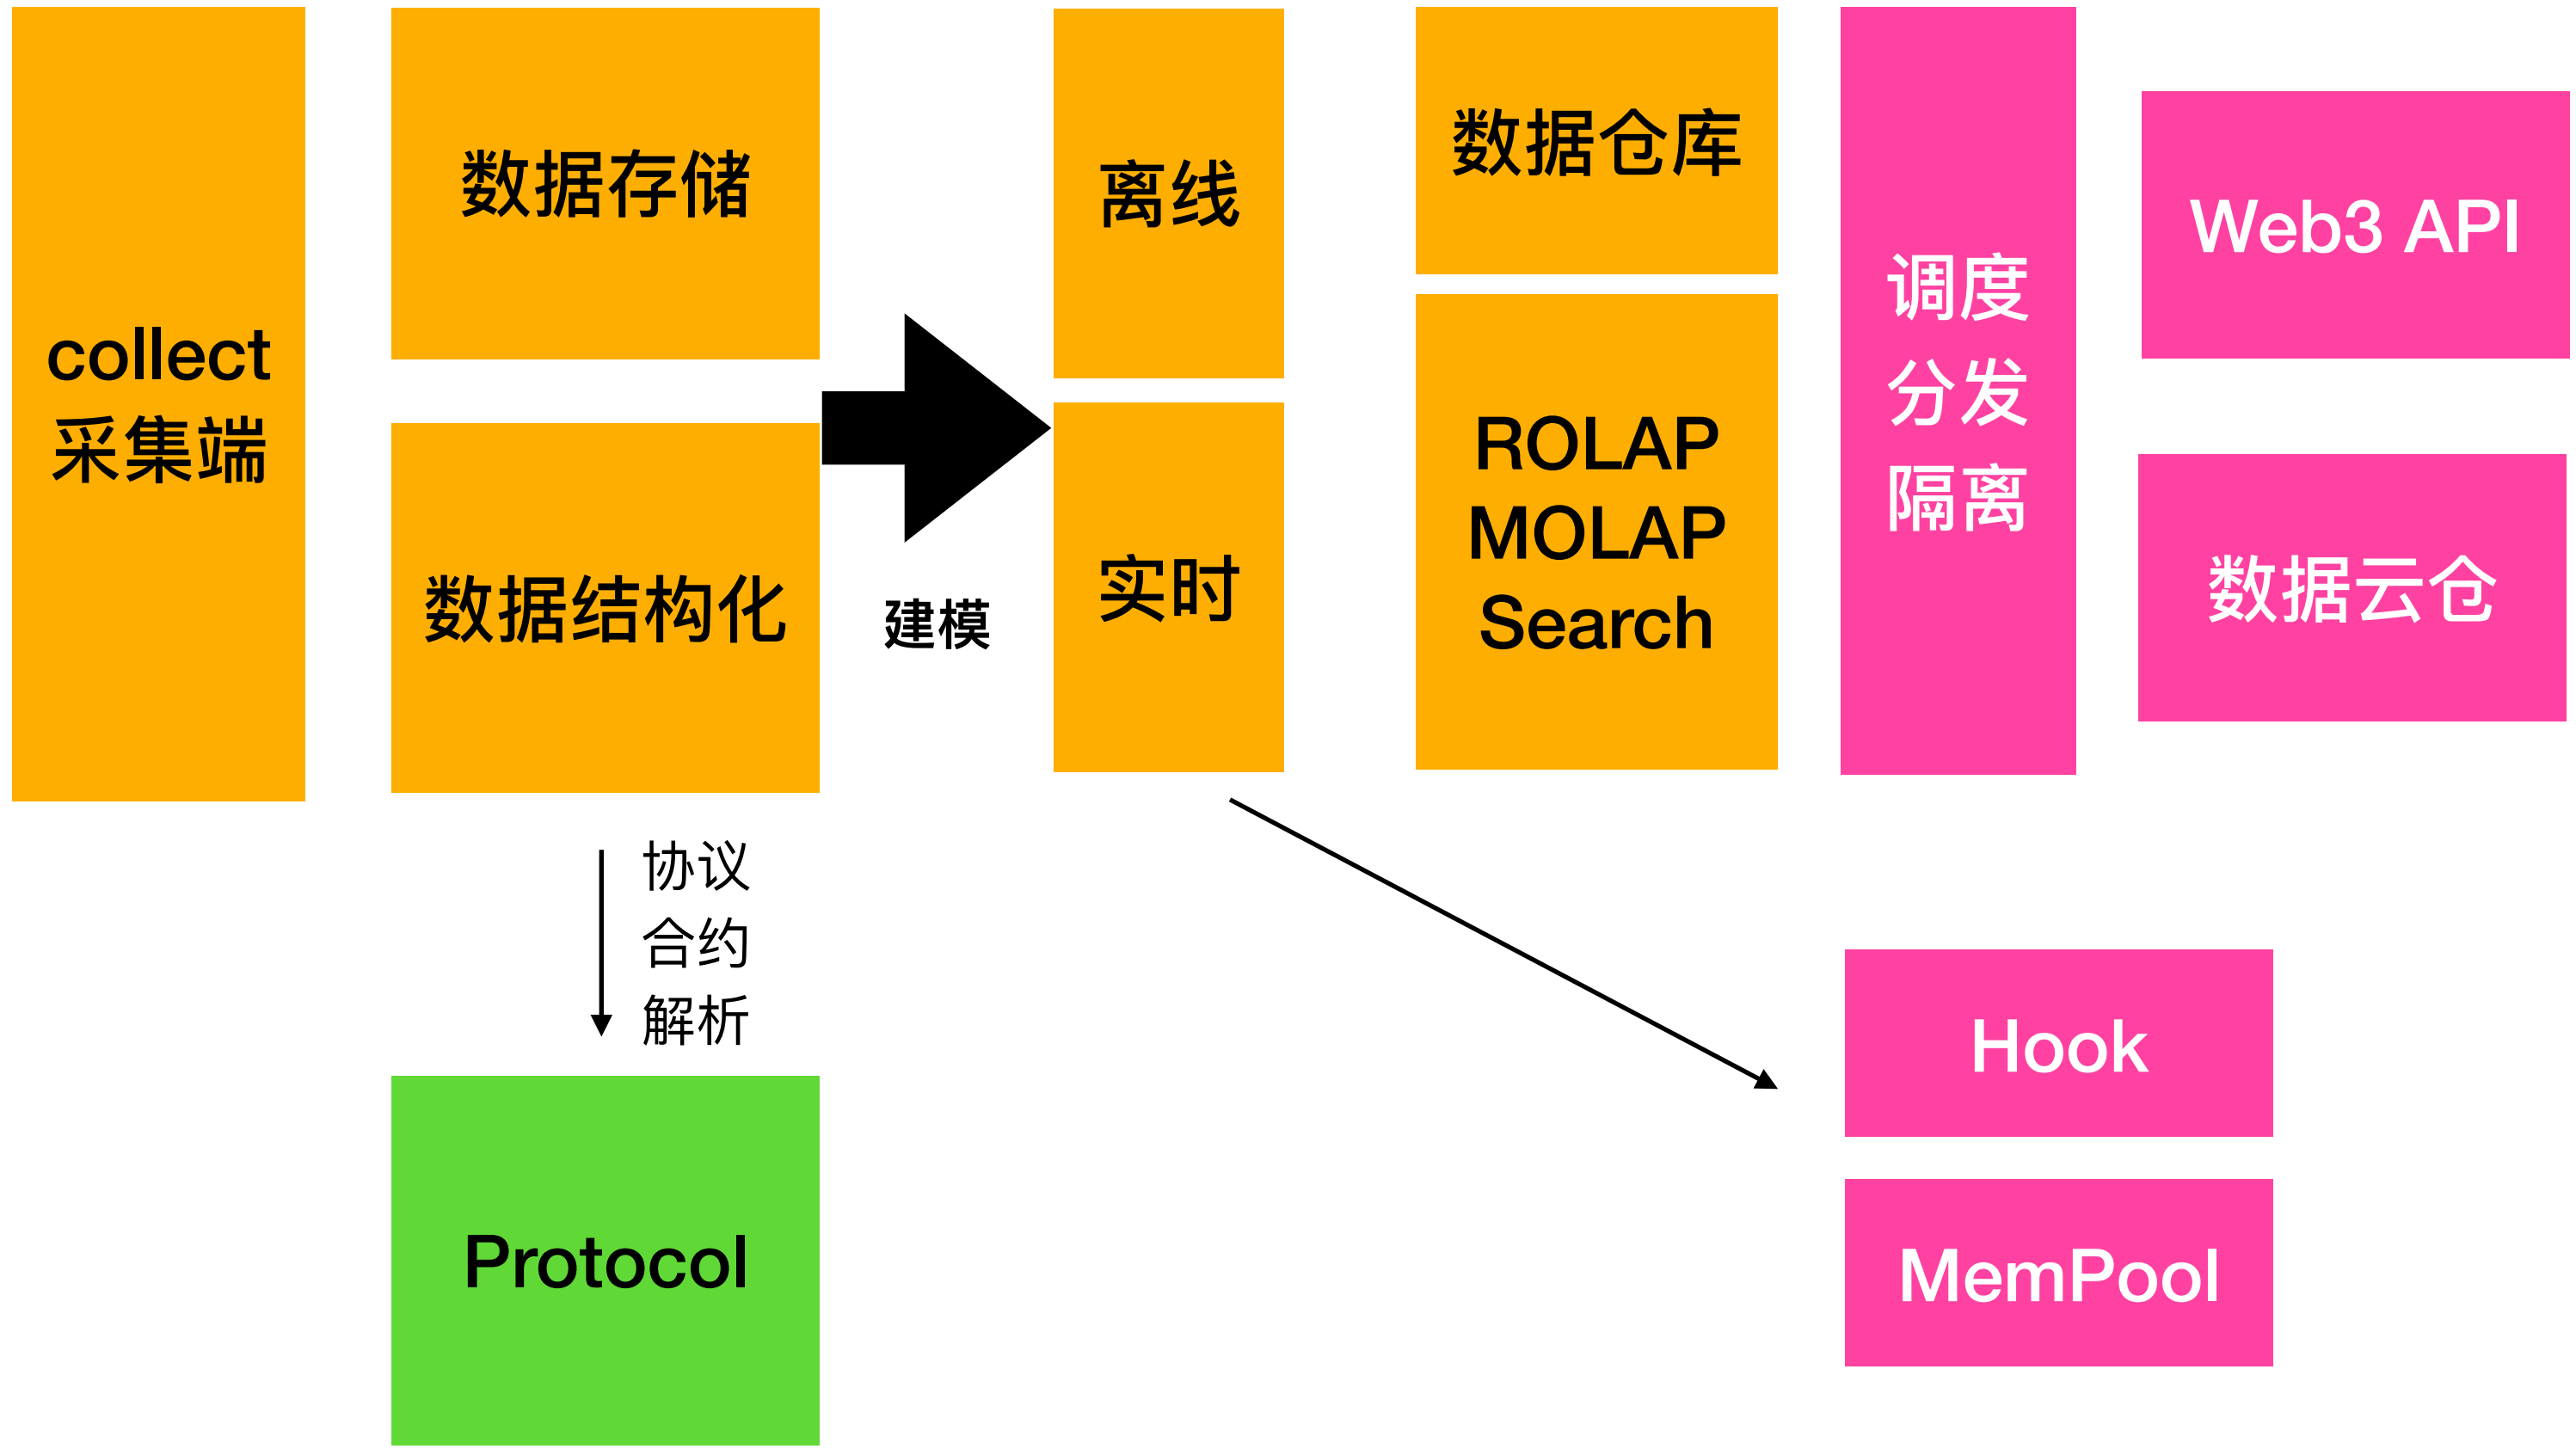 collect
采集端
数据存储
数据结构化
建模
离线
实时
数据仓库
ROLAP
MOLAP
Search
调度
分发
隔离
Web3 API
数据云仓
协议
合约
解析
Protocol
Hook
MemPool